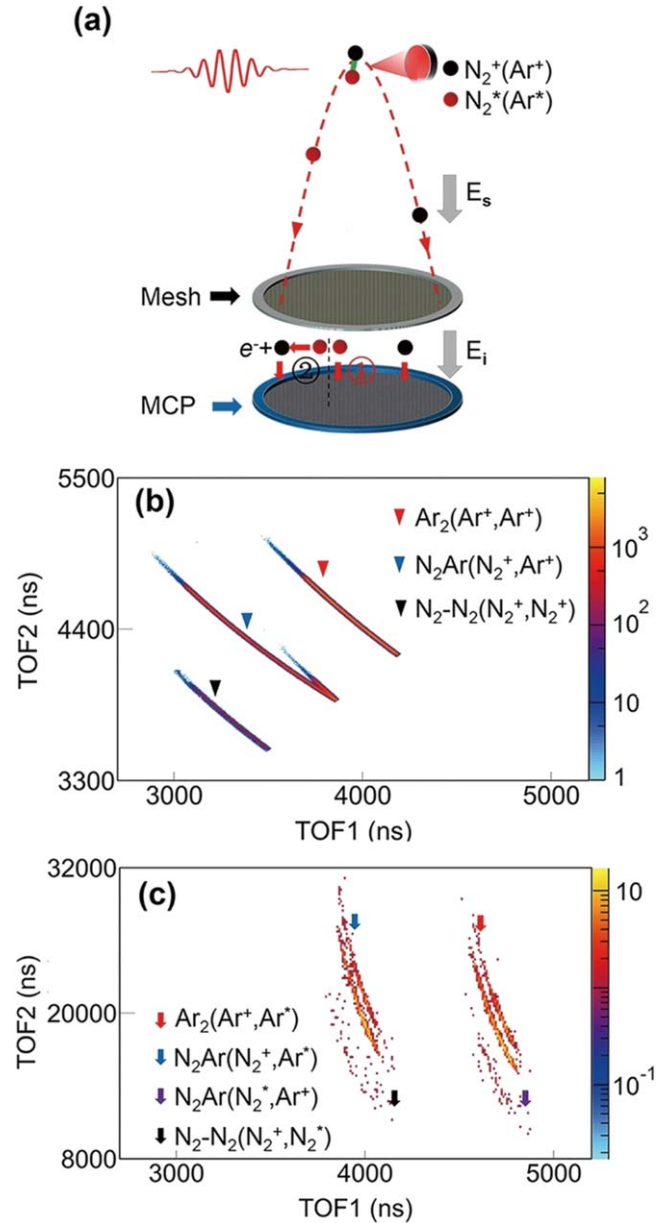 (a)
N₂⁺(Ar⁺)
N₂*(Ar*)
Eₛ
Mesh
e⁻+
②
①
Eᵢ
MCP
(b)
5500
4400
3300
TOF2 (ns)
3000
4000
5000
TOF1 (ns)
Ar₂(Ar⁺,Ar⁺)
N₂Ar(N₂⁺,Ar⁺)
N₂-N₂(N₂⁺,N₂⁺)
10³
10²
10
1
(c)
32000
20000
8000
TOF2 (ns)
3000
4000
5000
TOF1 (ns)
Ar₂(Ar⁺,Ar*)
N₂Ar(N₂⁺,Ar*)
N₂Ar(N₂*,Ar⁺)
N₂-N₂(N₂⁺,N₂*)
10
1
10⁻¹